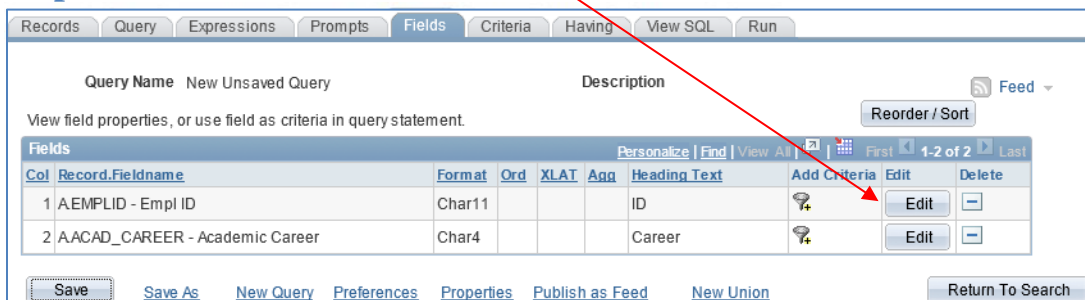 Records Query Expressions Prompts Fields Criteria Having View SQL Run
Query Name New Unsaved Query Description Feed
Reorder / Sort
View field properties, or use field as criteria in query statement.
Fields Personalize | Find | View All | | First 1-2 of 2 Last
Col Record.Fieldname Format Ord XLAT Agg Heading Text Add Criteria Edit Delete
1 A.EMPLID - Empl ID Char11 ID Edit
2 A.ACAD_CAREER - Academic Career Char4 Career Edit
Save Save As New Query Preferences Properties Publish as Feed New Union Return To Search